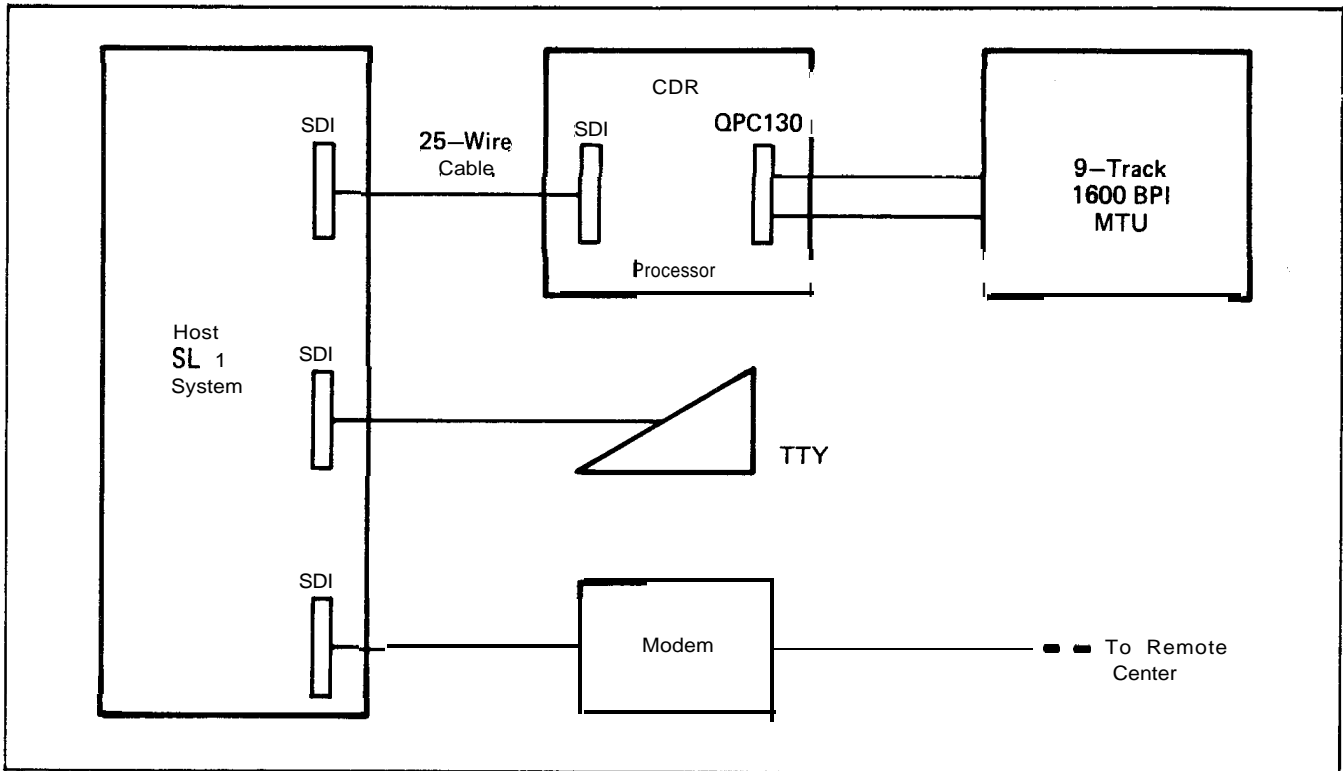 CDR
SDI
25–Wire
Cable
SDI
QPC130
9–Track
1600 BPI
MTU
Processor
Host
SL 1
System
SDI
TTY
SDI
Modem
To Remote
Center